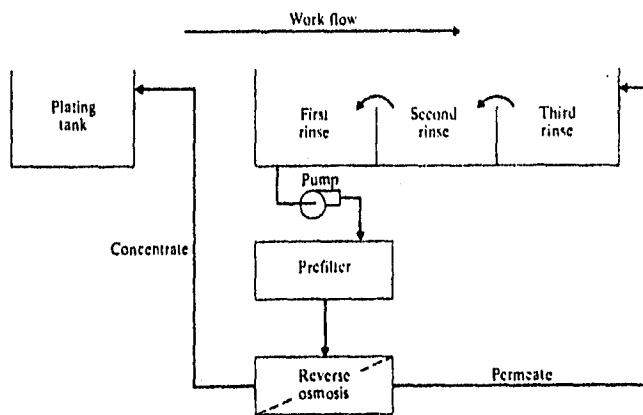 Work flow
Plating
tank
First
rinse
Second
rinse
Third
rinse
Pump
Concentrate
Prefilter
Reverse
osmosis
Permeate